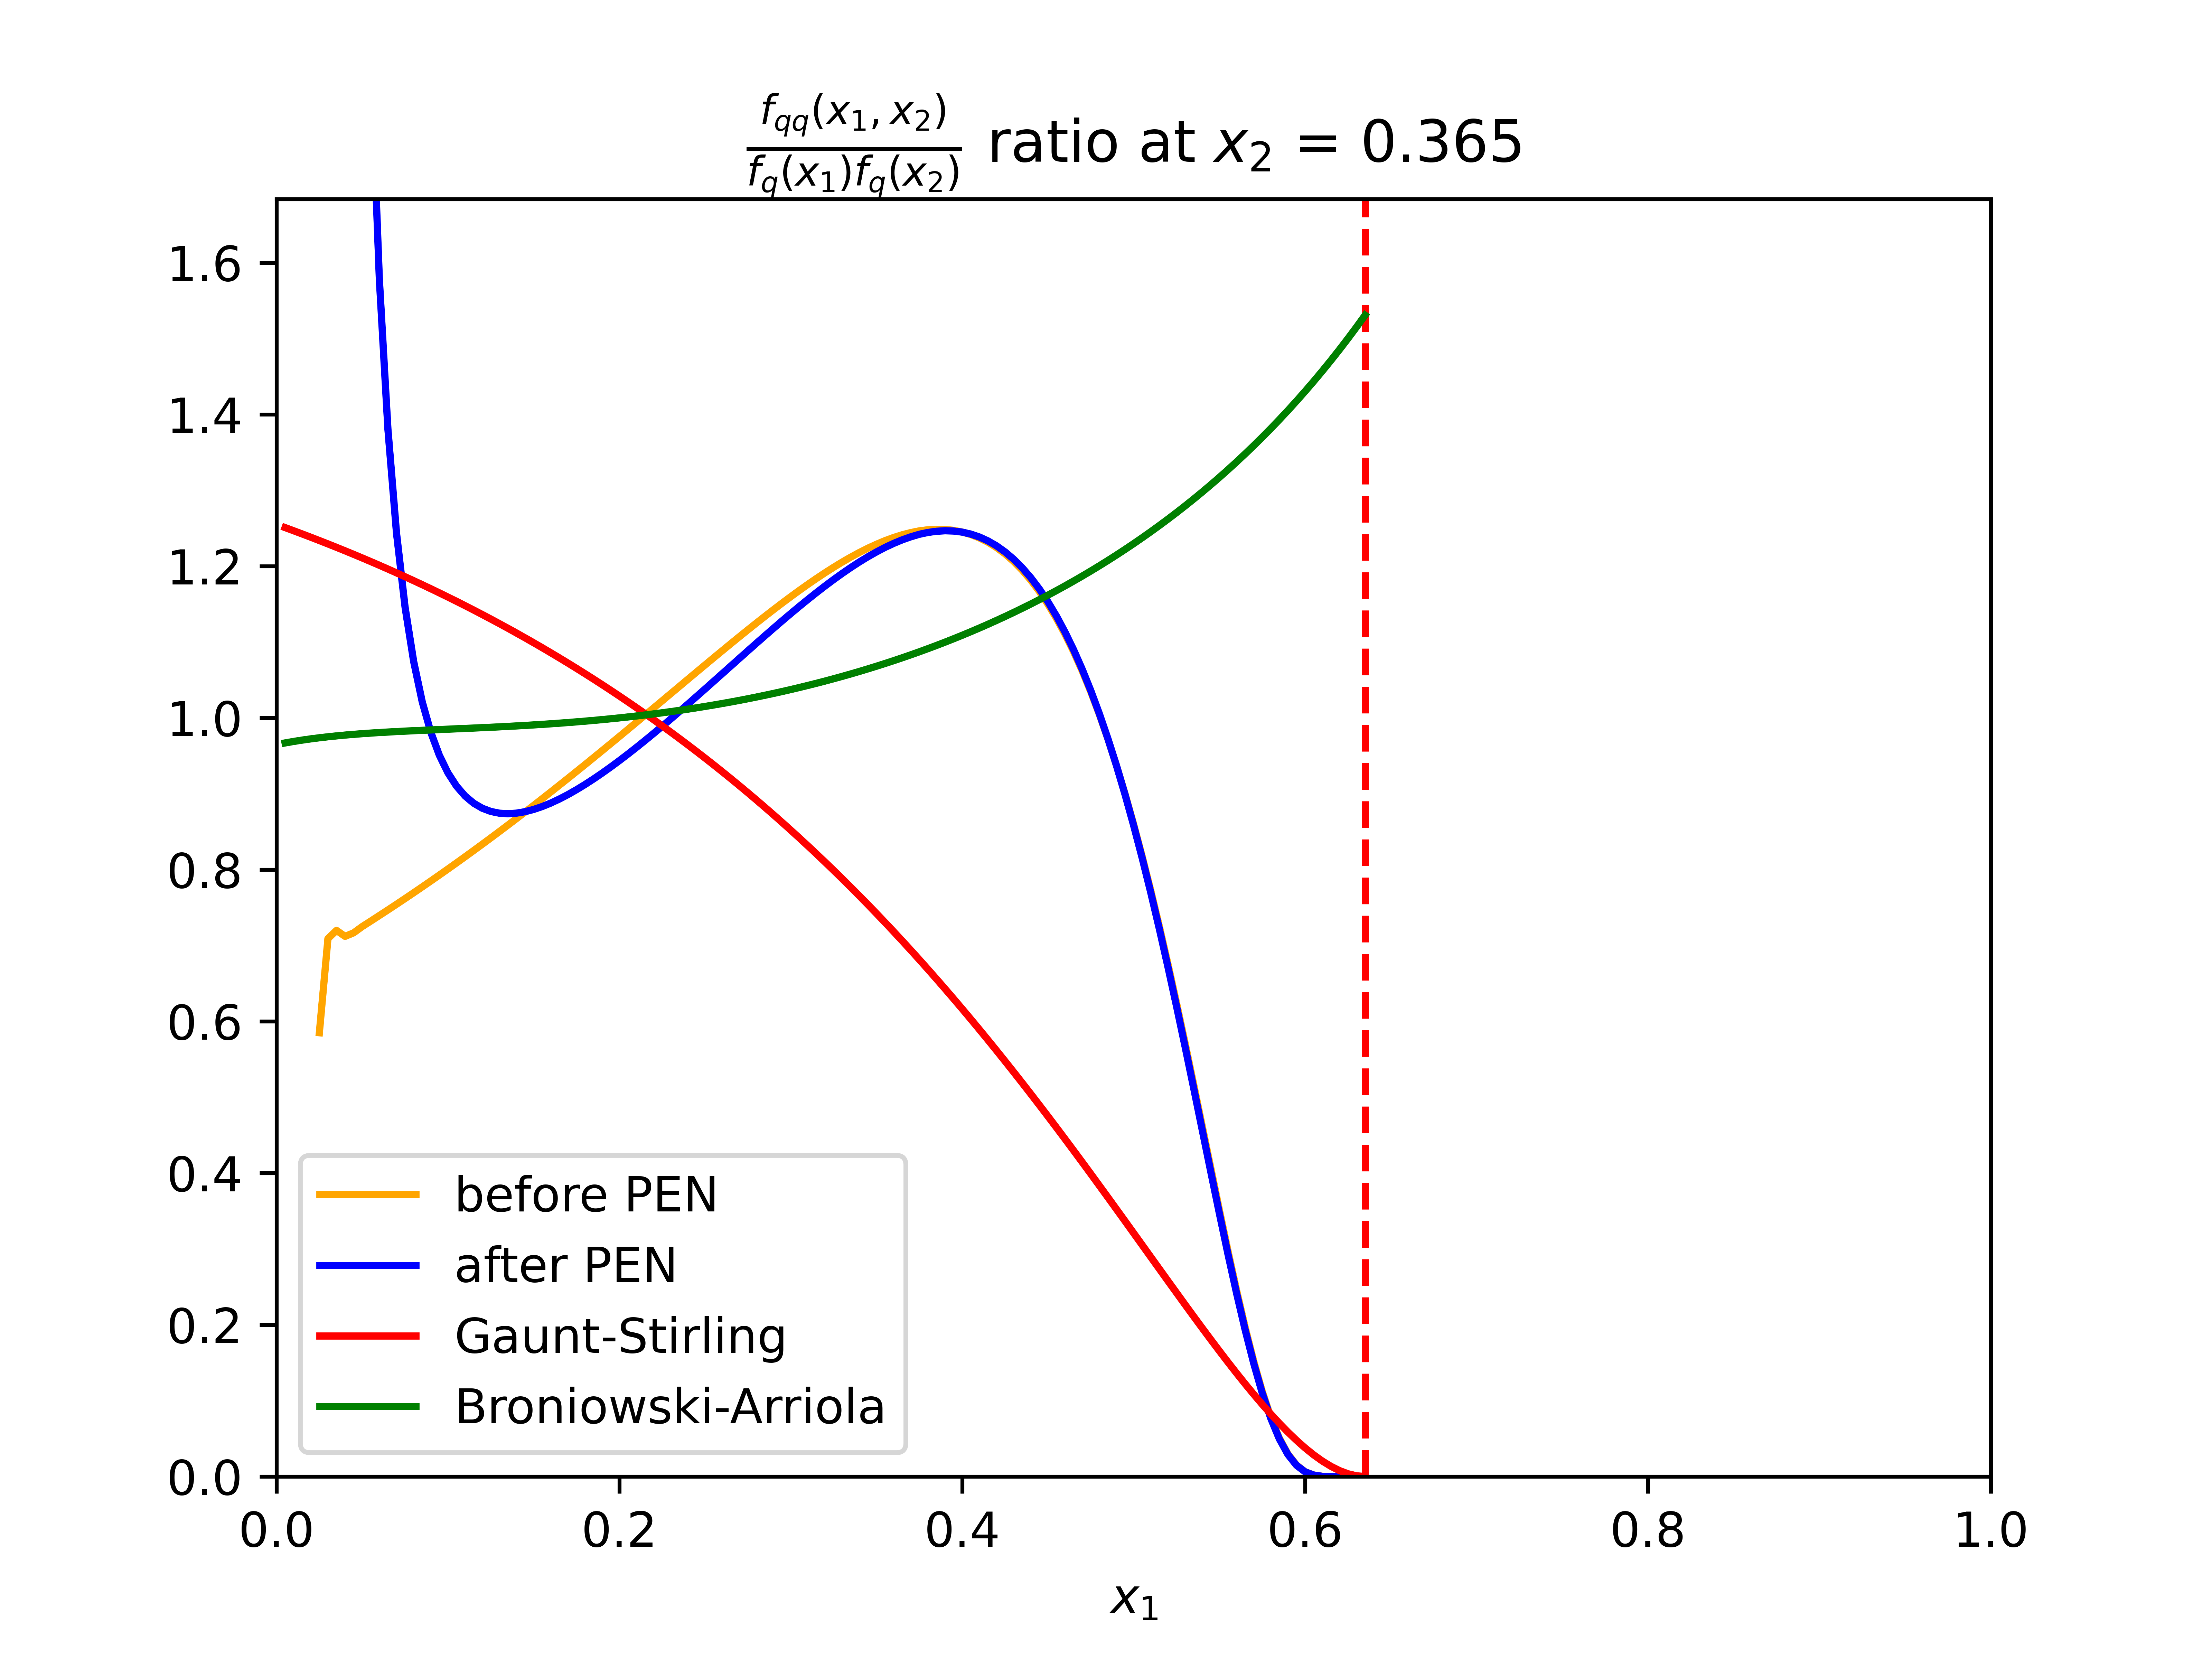 f_qq(x_1, x_2)
f_q(x_1)f_q(x_2)
ratio at x_2 = 0.365
1.6
1.4
1.2
1.0
0.8
0.6
0.4
0.2
0.0
before PEN
after PEN
Gaunt-Stirling
Broniowski-Arriola
0.0 0.2 0.4 0.6 0.8 1.0
x_1